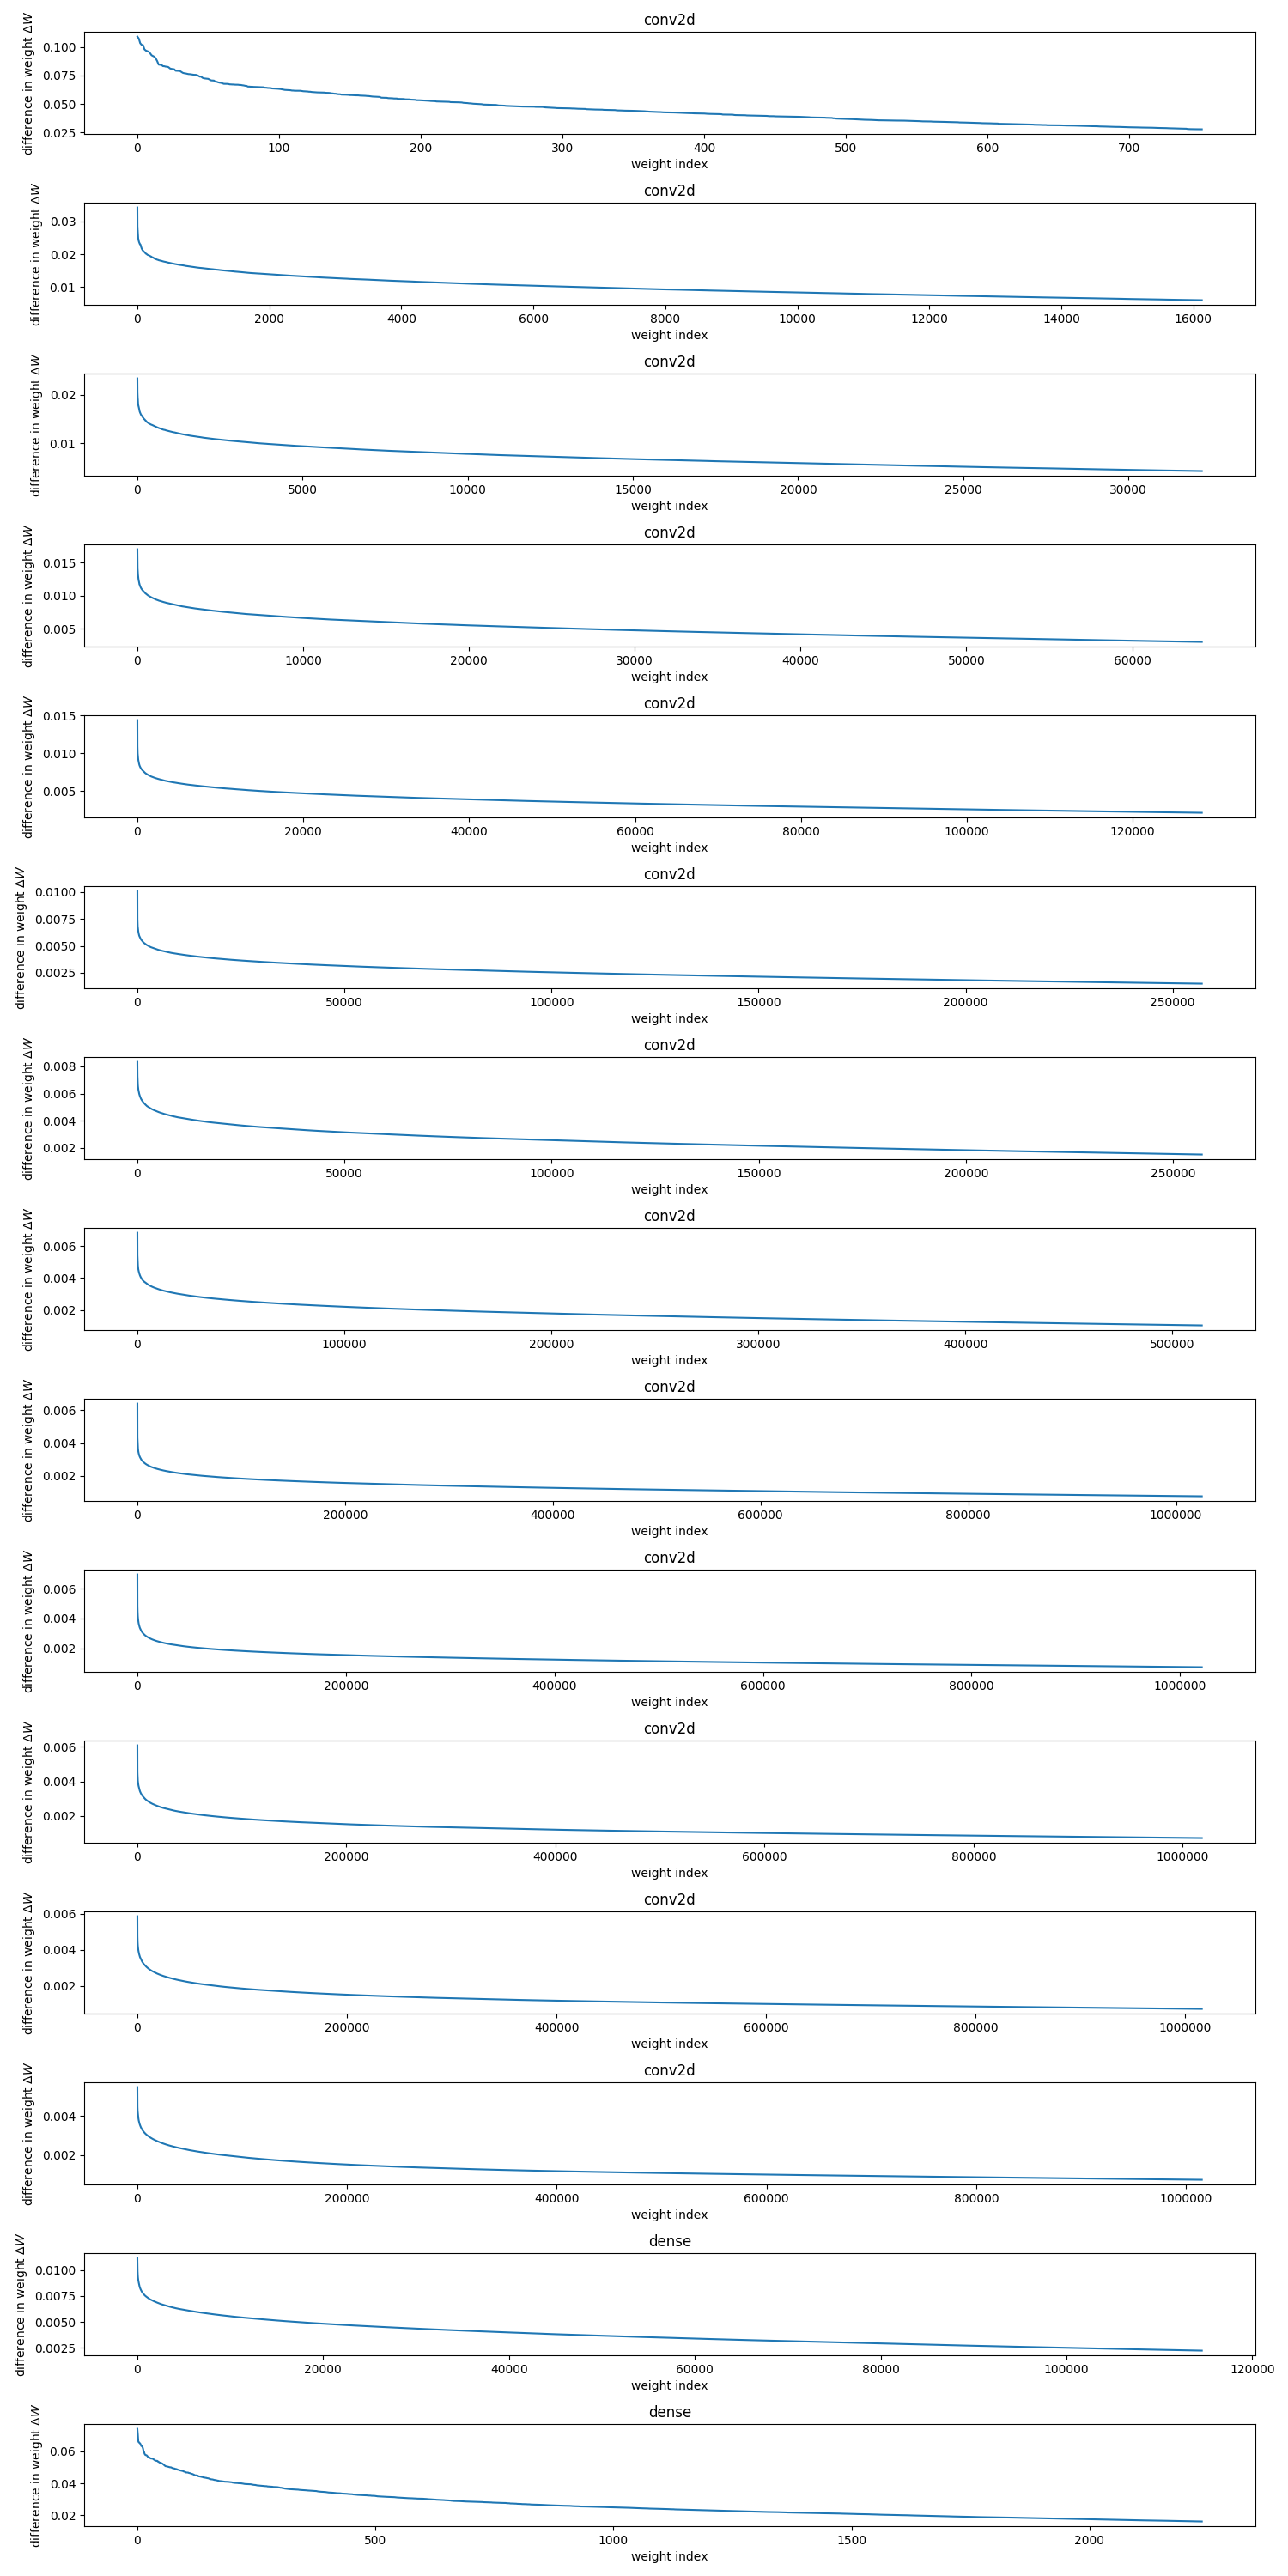 conv2d
difference in weight ΔW
0.100
0.075
0.050
0.025
0 100 200 300 400 500 600 700
weight index
conv2d
difference in weight ΔW
0.03
0.02
0.01
0 2000 4000 6000 8000 10000 12000 14000 16000
weight index
conv2d
difference in weight ΔW
0.02
0.01
0 5000 10000 15000 20000 25000 30000
weight index
conv2d
difference in weight ΔW
0.015
0.010
0.005
0 10000 20000 30000 40000 50000 60000
weight index
conv2d
difference in weight ΔW
0.015
0.010
0.005
0 20000 40000 60000 80000 100000 120000
weight index
conv2d
difference in weight ΔW
0.0100
0.0075
0.0050
0.0025
0 50000 100000 150000 200000 250000
weight index
conv2d
difference in weight ΔW
0.008
0.006
0.004
0.002
0 50000 100000 150000 200000 250000
weight index
conv2d
difference in weight ΔW
0.006
0.004
0.002
0 100000 200000 300000 400000 500000
weight index
conv2d
difference in weight ΔW
0.006
0.004
0.002
0 200000 400000 600000 800000 1000000
weight index
conv2d
difference in weight ΔW
0.006
0.004
0.002
0 200000 400000 600000 800000 1000000
weight index
conv2d
difference in weight ΔW
0.006
0.004
0.002
0 200000 400000 600000 800000 1000000
weight index
conv2d
difference in weight ΔW
0.006
0.004
0.002
0 200000 400000 600000 800000 1000000
weight index
conv2d
difference in weight ΔW
0.004
0.002
0 200000 400000 600000 800000 1000000
weight index
dense
difference in weight ΔW
0.0100
0.0075
0.0050
0.0025
0 20000 40000 60000 80000 100000 120000
weight index
dense
difference in weight ΔW
0.06
0.04
0.02
0 500 1000 1500 2000
weight index